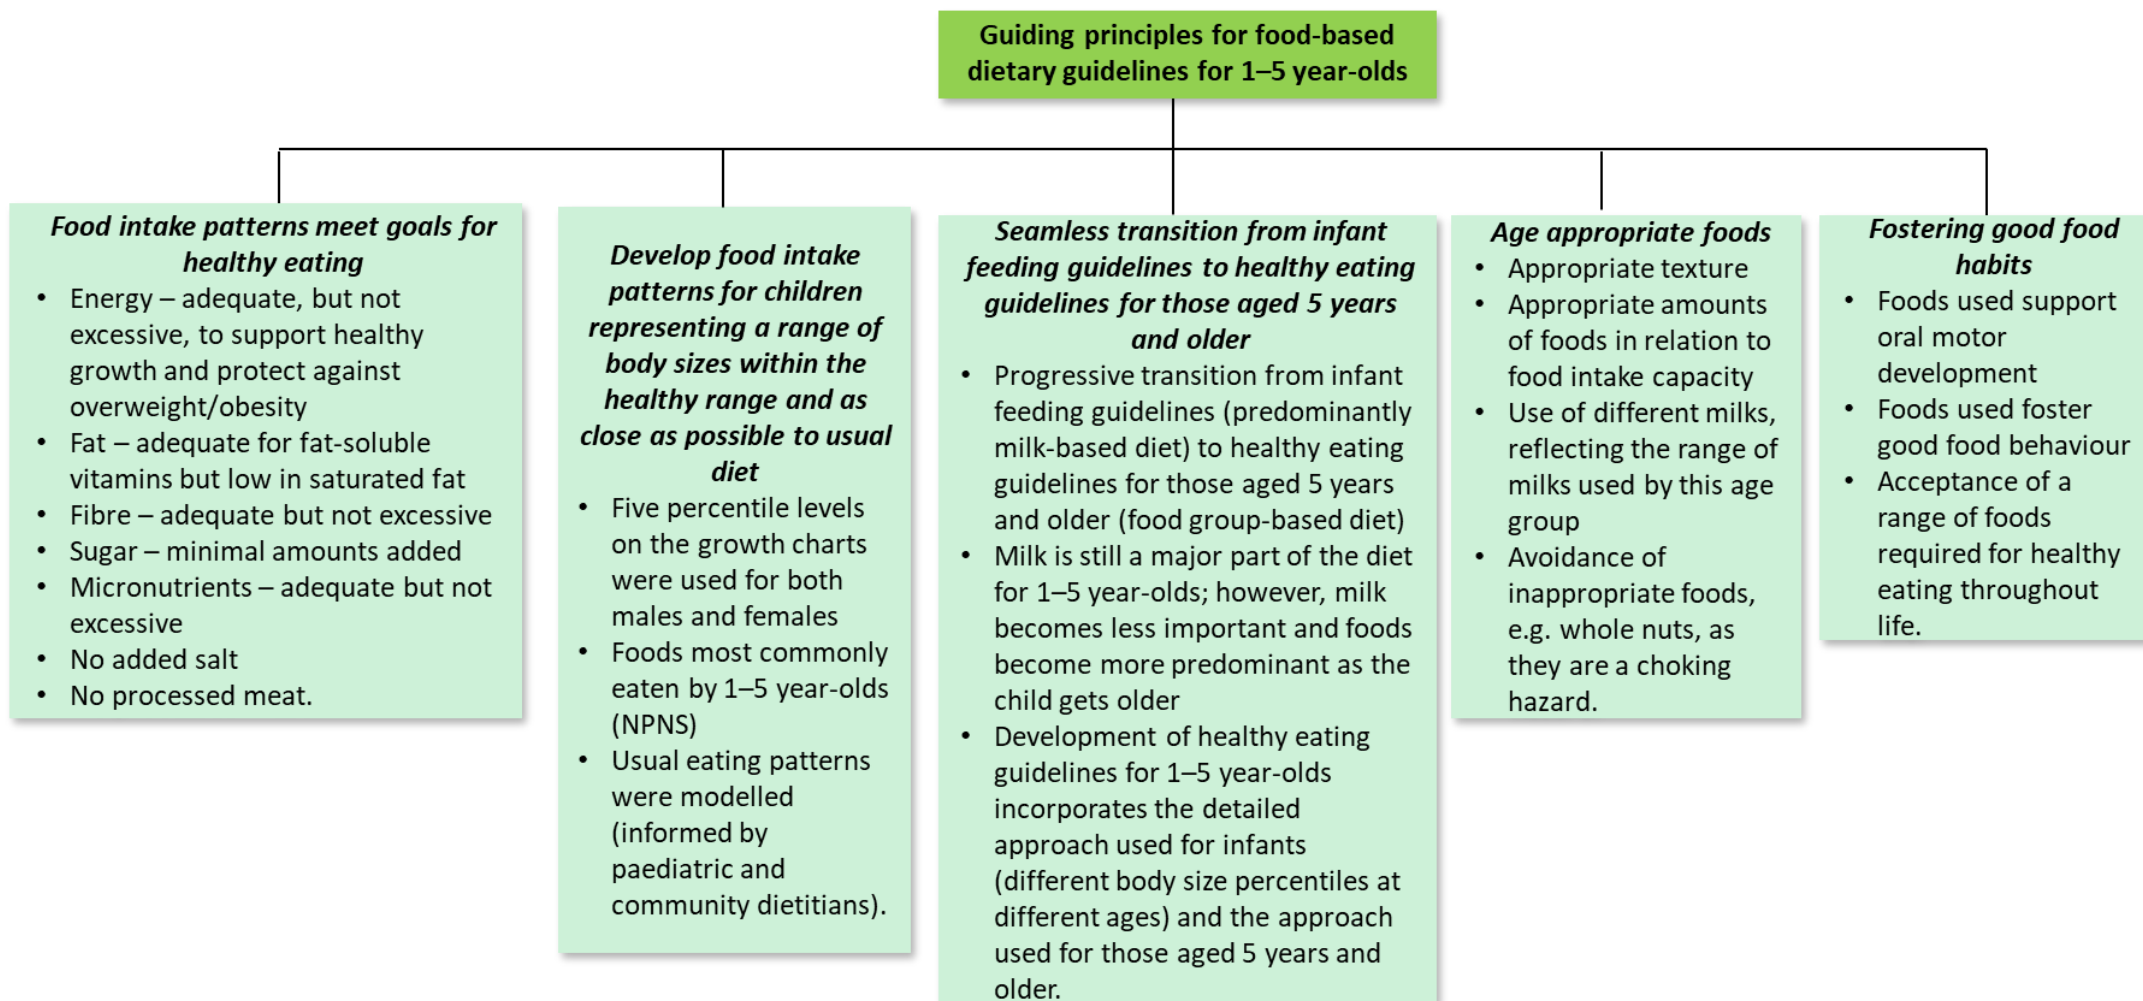 Guiding principles for food-based
dietary guidelines for 1–5 year-olds
Food intake patterns meet goals for
healthy eating
• Energy – adequate, but not
excessive, to support healthy
growth and protect against
overweight/obesity
• Fat – adequate for fat-soluble
vitamins but low in saturated fat
• Fibre – adequate but not excessive
• Sugar – minimal amounts added
• Micronutrients – adequate but not
excessive
• No added salt
• No processed meat.
Develop food intake
patterns for children
representing a range of
body sizes within the
healthy range and as
close as possible to usual
diet
• Five percentile levels
on the growth charts
were used for both
males and females
• Foods most commonly
eaten by 1–5 year-olds
(NPNS)
• Usual eating patterns
were modelled
(informed by
paediatric and
community dietitians).
Seamless transition from infant
feeding guidelines to healthy eating
guidelines for those aged 5 years
and older
• Progressive transition from infant
feeding guidelines (predominantly
milk-based diet) to healthy eating
guidelines for those aged 5 years
and older (food group-based diet)
• Milk is still a major part of the diet
for 1–5 year-olds; however, milk
becomes less important and foods
become more predominant as the
child gets older
• Development of healthy eating
guidelines for 1–5 year-olds
incorporates the detailed
approach used for infants
(different body size percentiles at
different ages) and the approach
used for those aged 5 years and
older.
Age appropriate foods
• Appropriate texture
• Appropriate amounts
of foods in relation to
food intake capacity
• Use of different milks,
reflecting the range of
milks used by this age
group
• Avoidance of
inappropriate foods,
e.g. whole nuts, as
they are a choking
hazard.
Fostering good food
habits
• Foods used support
oral motor
development
• Foods used foster
good food behaviour
• Acceptance of a
range of foods
required for healthy
eating throughout
life.